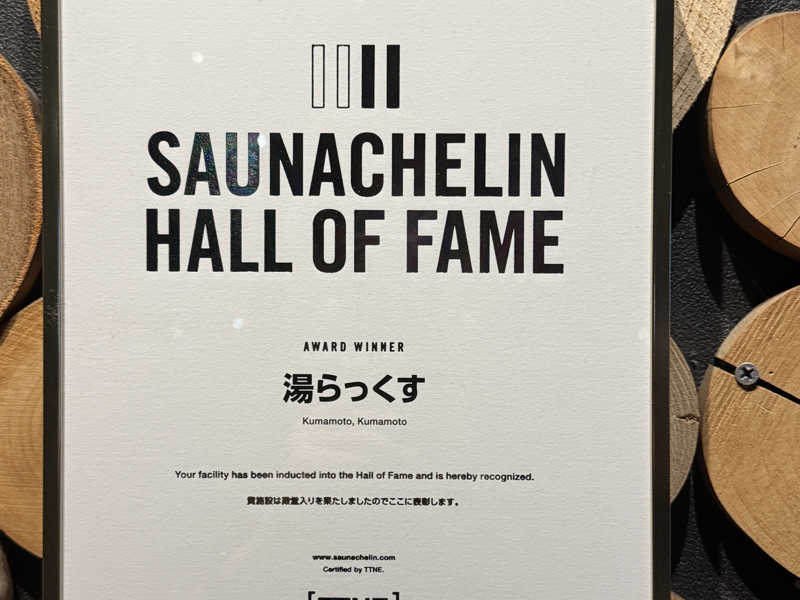 SAUNACHELIN
HALL OF FAME
AWARD WINNER
湯らっくす
Kumamoto, Kumamoto
Your facility has been inducted into the Hall of Fame and is hereby recognized.
貴施設は殿堂入りを果たしましたのでここに表彰します。
www.saunachelin.com
Certified by TTNE.